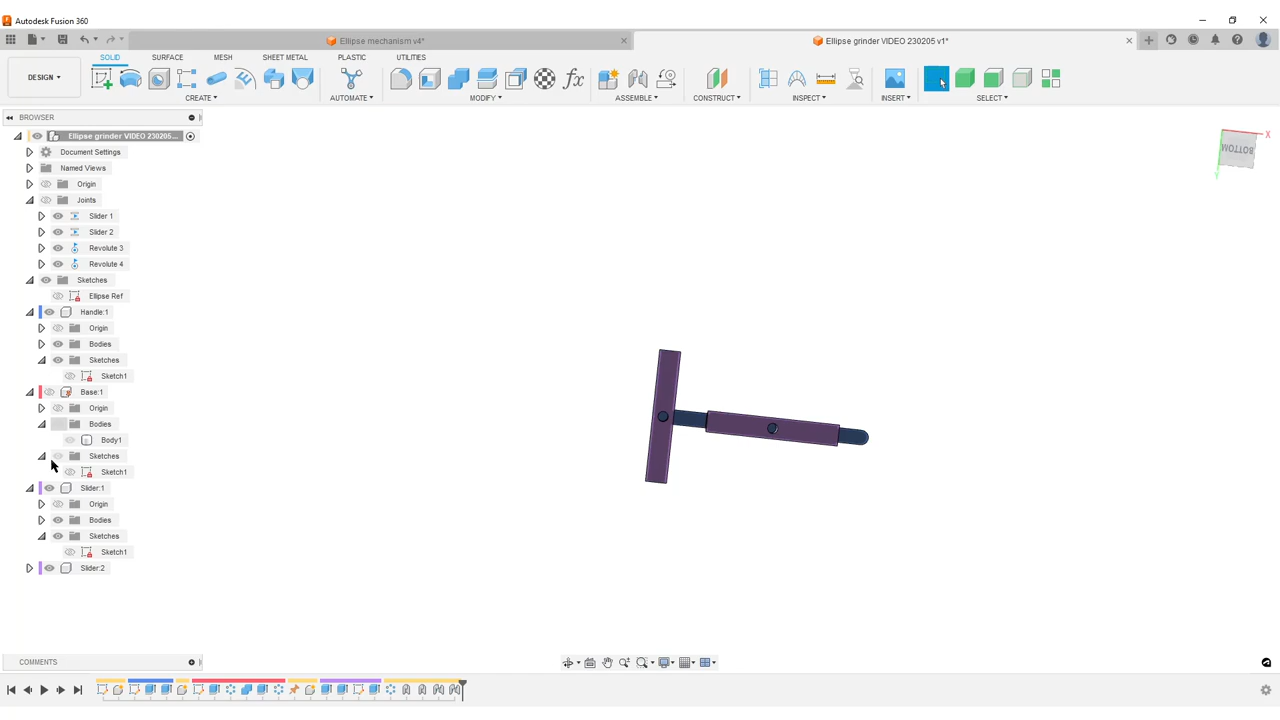 Autodesk Fusion 360
Ellipse mechanism v4*
Ellipse grinder VIDEO 230205 v1*
SOLID
SURFACE
MESH
SHEET METAL
PLASTIC
UTILITIES
DESIGN
CREATE
AUTOMATE
MODIFY
ASSEMBLE
CONSTRUCT
INSPECT
INSERT
SELECT
BROWSER
Ellipse grinder VIDEO 230205...
Document Settings
Named Views
Origin
Joints
Slider 1
Slider 2
Revolute 3
Revolute 4
Sketches
Ellipse Ref
Handle:1
Origin
Bodies
Sketches
Sketch1
Base:1
Origin
Bodies
Body1
Sketches
Sketch1
Slider:1
Origin
Bodies
Sketches
Sketch1
Slider:2
X
BOTTOM
Y
COMMENTS